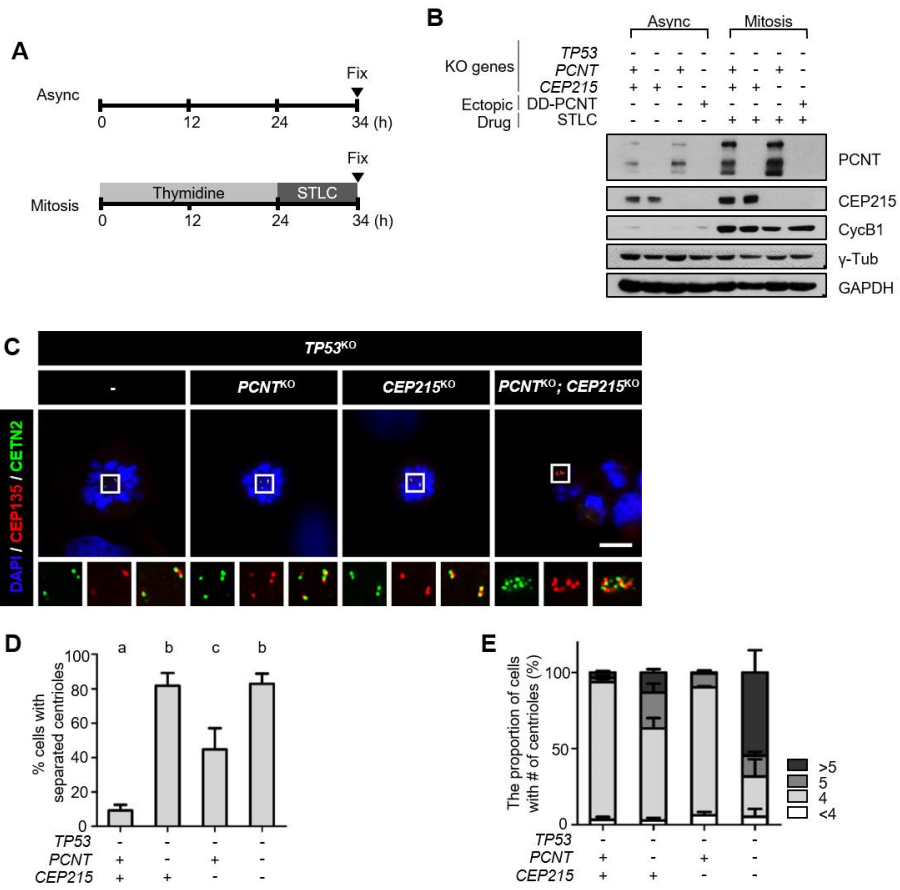 A
Async
Fix
0 12 24 34 (h)
Mitosis
Thymidine STLC
Fix
0 12 24 34 (h)
B
Async Mitosis
KO genes
TP53 - - - - - - - -
PCNT + - + - + - + -
CEP215 + + - - + + - -
Ectopic DD-PCNT - - - + - - - +
Drug STLC - - - - + + + +
PCNT
CEP215
CycB1
γ-Tub
GAPDH
C
TP53KO
- PCNTKO CEP215KO PCNTKO; CEP215KO
DAPI / CEP135 / CETN2
D
a b c b
% cells with
separated centrioles
100
80
60
40
20
0
TP53 - - - -
PCNT + - + -
CEP215 + + - -
E
The proportion of cells
with # of centrioles (%)
100
50
0
>5
5
4
<4
TP53 - - - -
PCNT + - + -
CEP215 + + - -